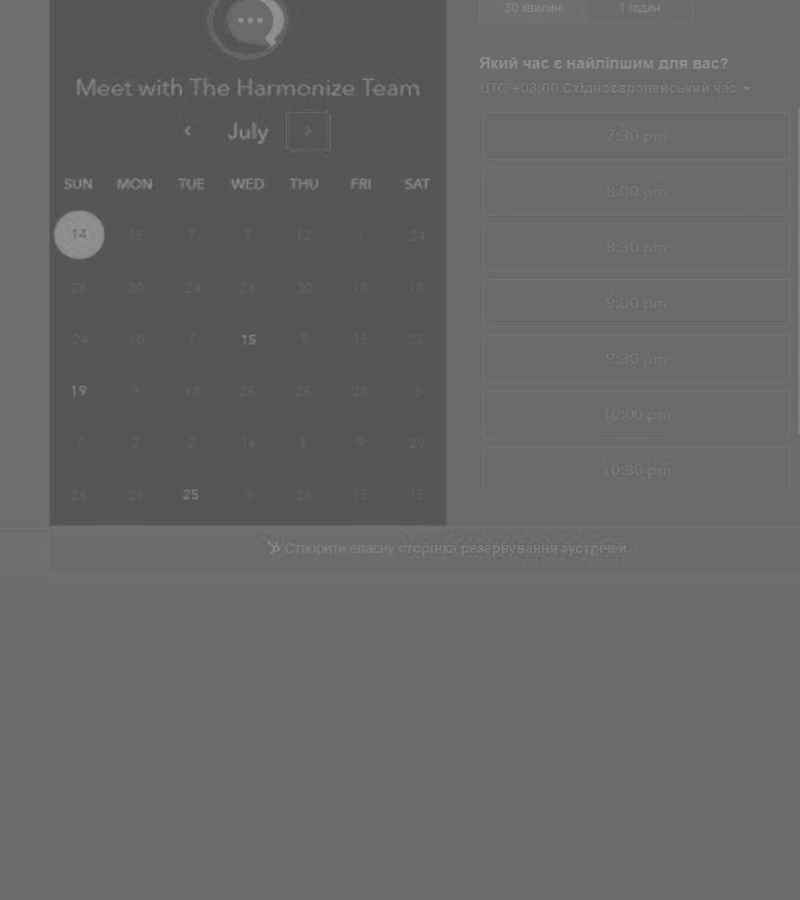 Meet with The Harmonize Team
July
SUN MON TUE WED THU FRI SAT
14 15 7 7 13 1 24
28 30 24 26 30 18 18
24 18 7 15 9 15 25
19 9 10 28 28 28 3
7 2 2 16 5 9 29
24 29 25 3 26 15 15
30 хвилин
1 годин
Який час є найліпшим для вас?
UTC +03:00 Східноєвропейський час
7:30 pm
8:00 pm
8:30 pm
9:00 pm
9:30 pm
10:00 pm
10:30 pm
Створити власну сторінка резервування зустрічей